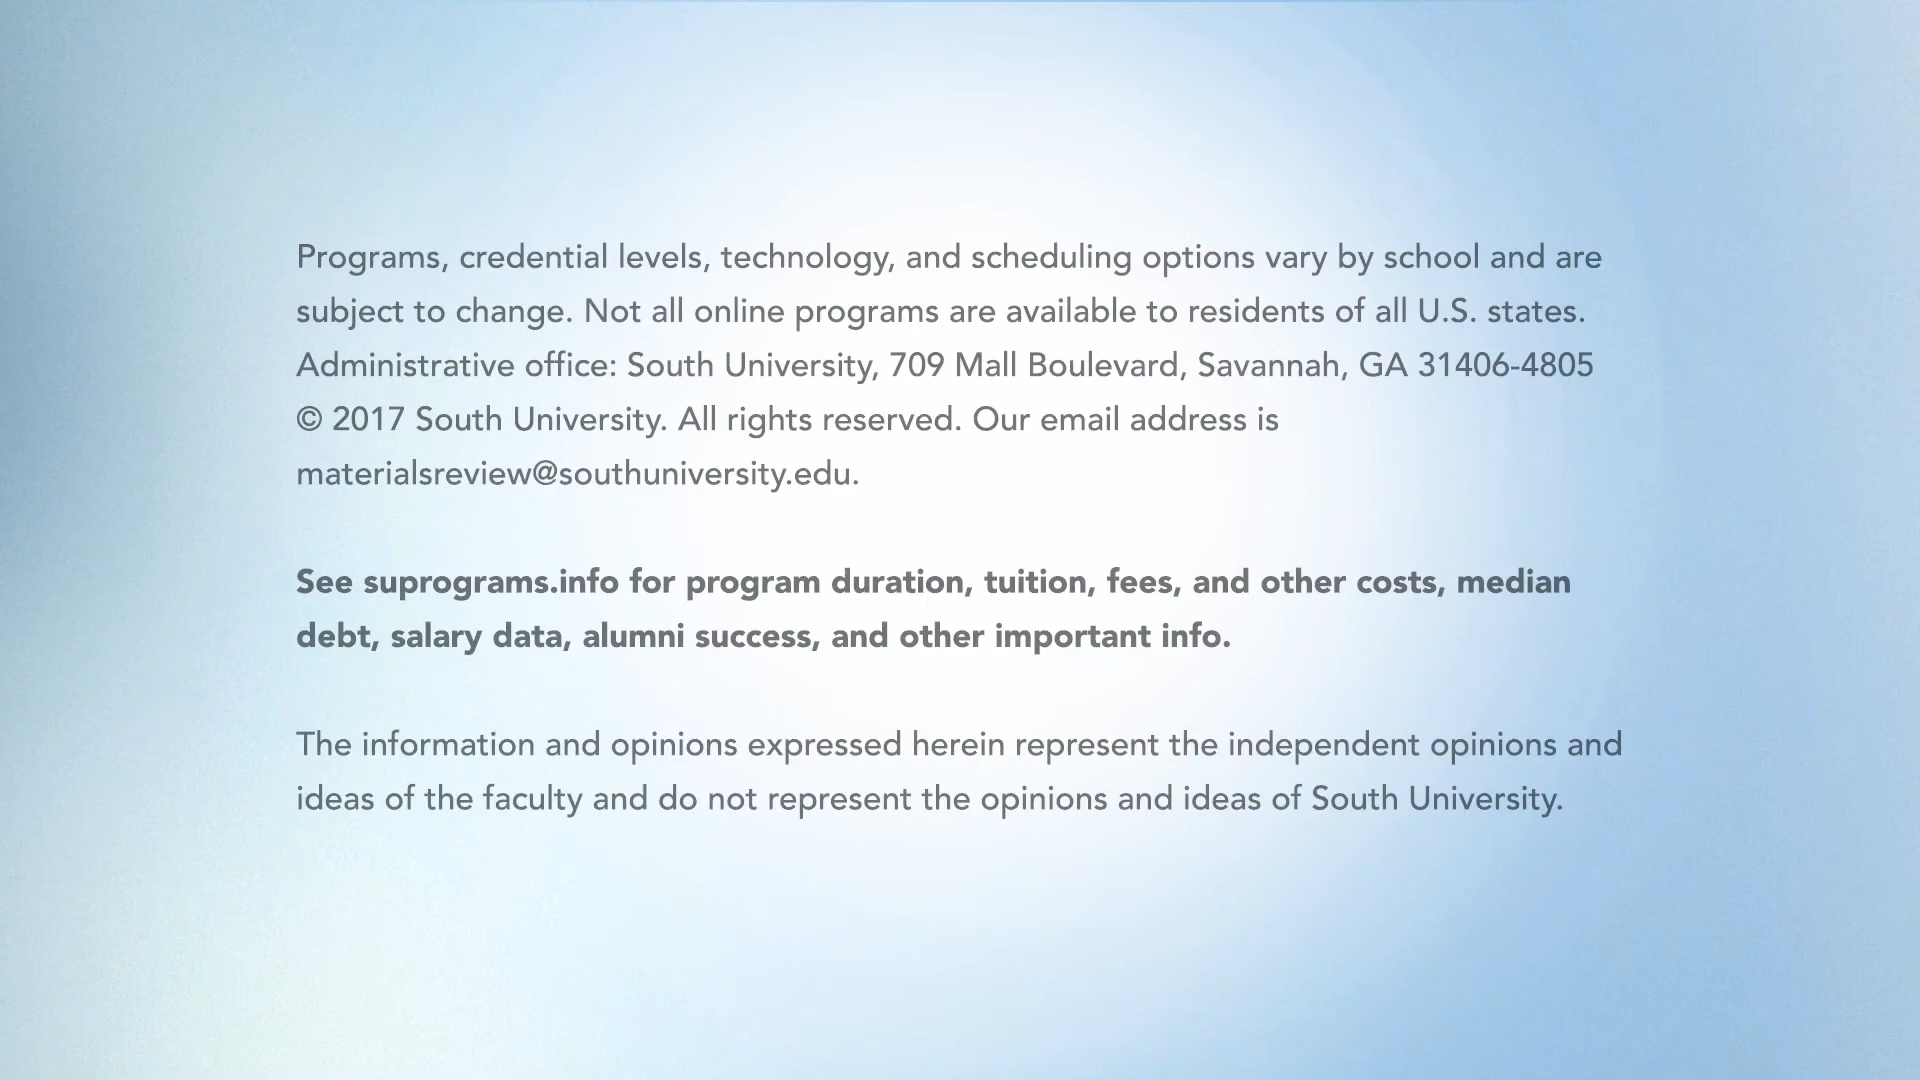 Programs, credential levels, technology, and scheduling options vary by school and are
subject to change. Not all online programs are available to residents of all U.S. states.
Administrative office: South University, 709 Mall Boulevard, Savannah, GA 31406-4805
© 2017 South University. All rights reserved. Our email address is
materialsreview@southuniversity.edu.
See suprograms.info for program duration, tuition, fees, and other costs, median
debt, salary data, alumni success, and other important info.
The information and opinions expressed herein represent the independent opinions and
ideas of the faculty and do not represent the opinions and ideas of South University.